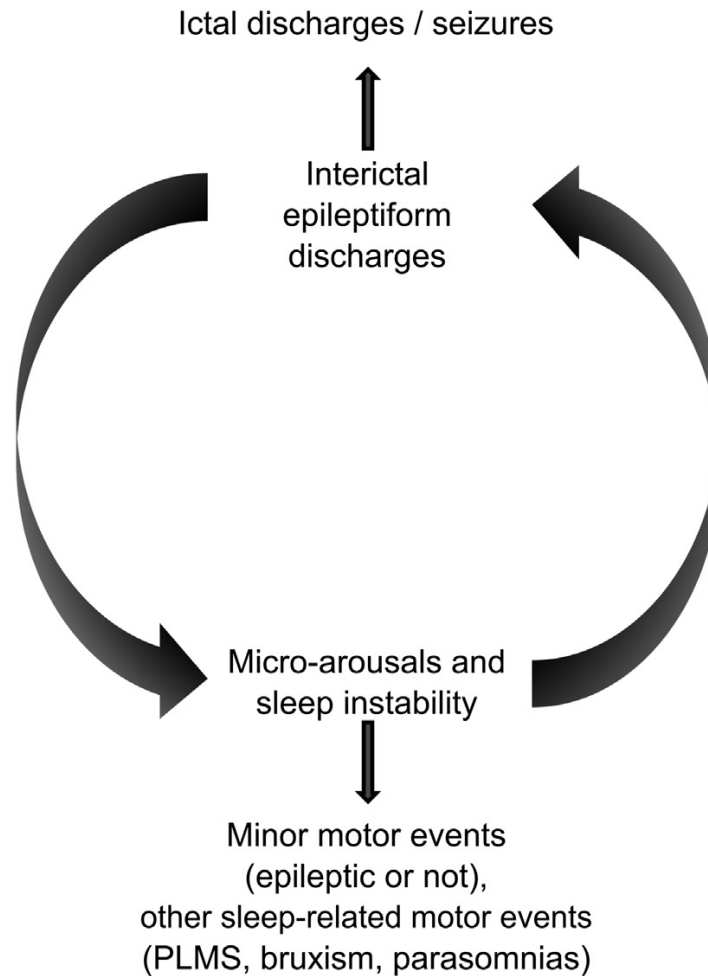 Ictal discharges / seizures
Interictal
epileptiform
discharges
Micro-arousals and
sleep instability
Minor motor events
(epileptic or not),
other sleep-related motor events
(PLMS, bruxism, parasomnias)